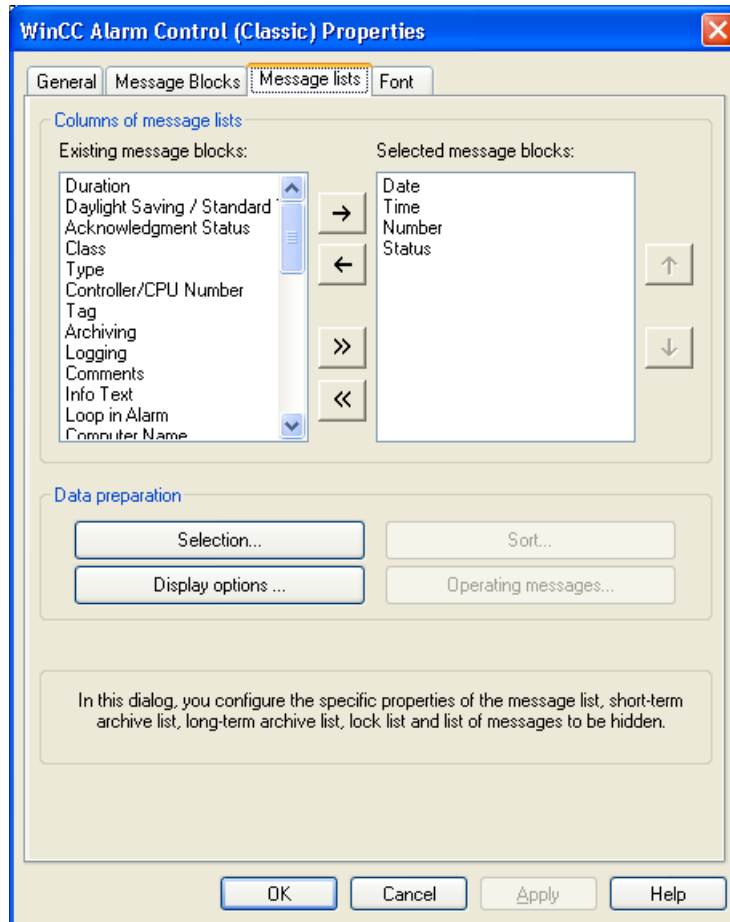 WinCC Alarm Control (Classic) Properties
General Message Blocks Message lists Font
Columns of message lists
Existing message blocks: Selected message blocks:
Duration
Daylight Saving / Standard
Acknowledgment Status
Class
Type
Controller/CPU Number
Tag
Archiving
Logging
Comments
Info Text
Loop in Alarm
Computer Name
Date
Time
Number
Status
Data preparation
Selection... Sort...
Display options ... Operating messages...
In this dialog, you configure the specific properties of the message list, short-term
archive list, long-term archive list, lock list and list of messages to be hidden.
OK Cancel Apply Help